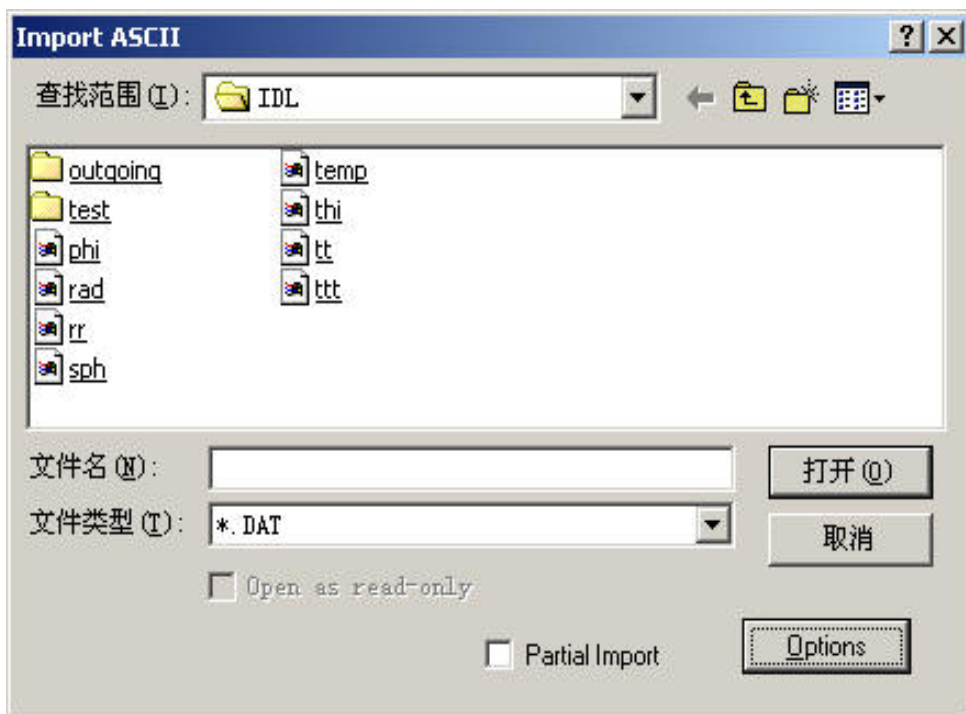 Import ASCII
查找范围(I): IDL
outgoing temp
test thi
phi tt
rad ttt
rr
sph
文件名(N): 打开(O)
文件类型(T): *.DAT 取消
Open as read-only
Partial Import Options